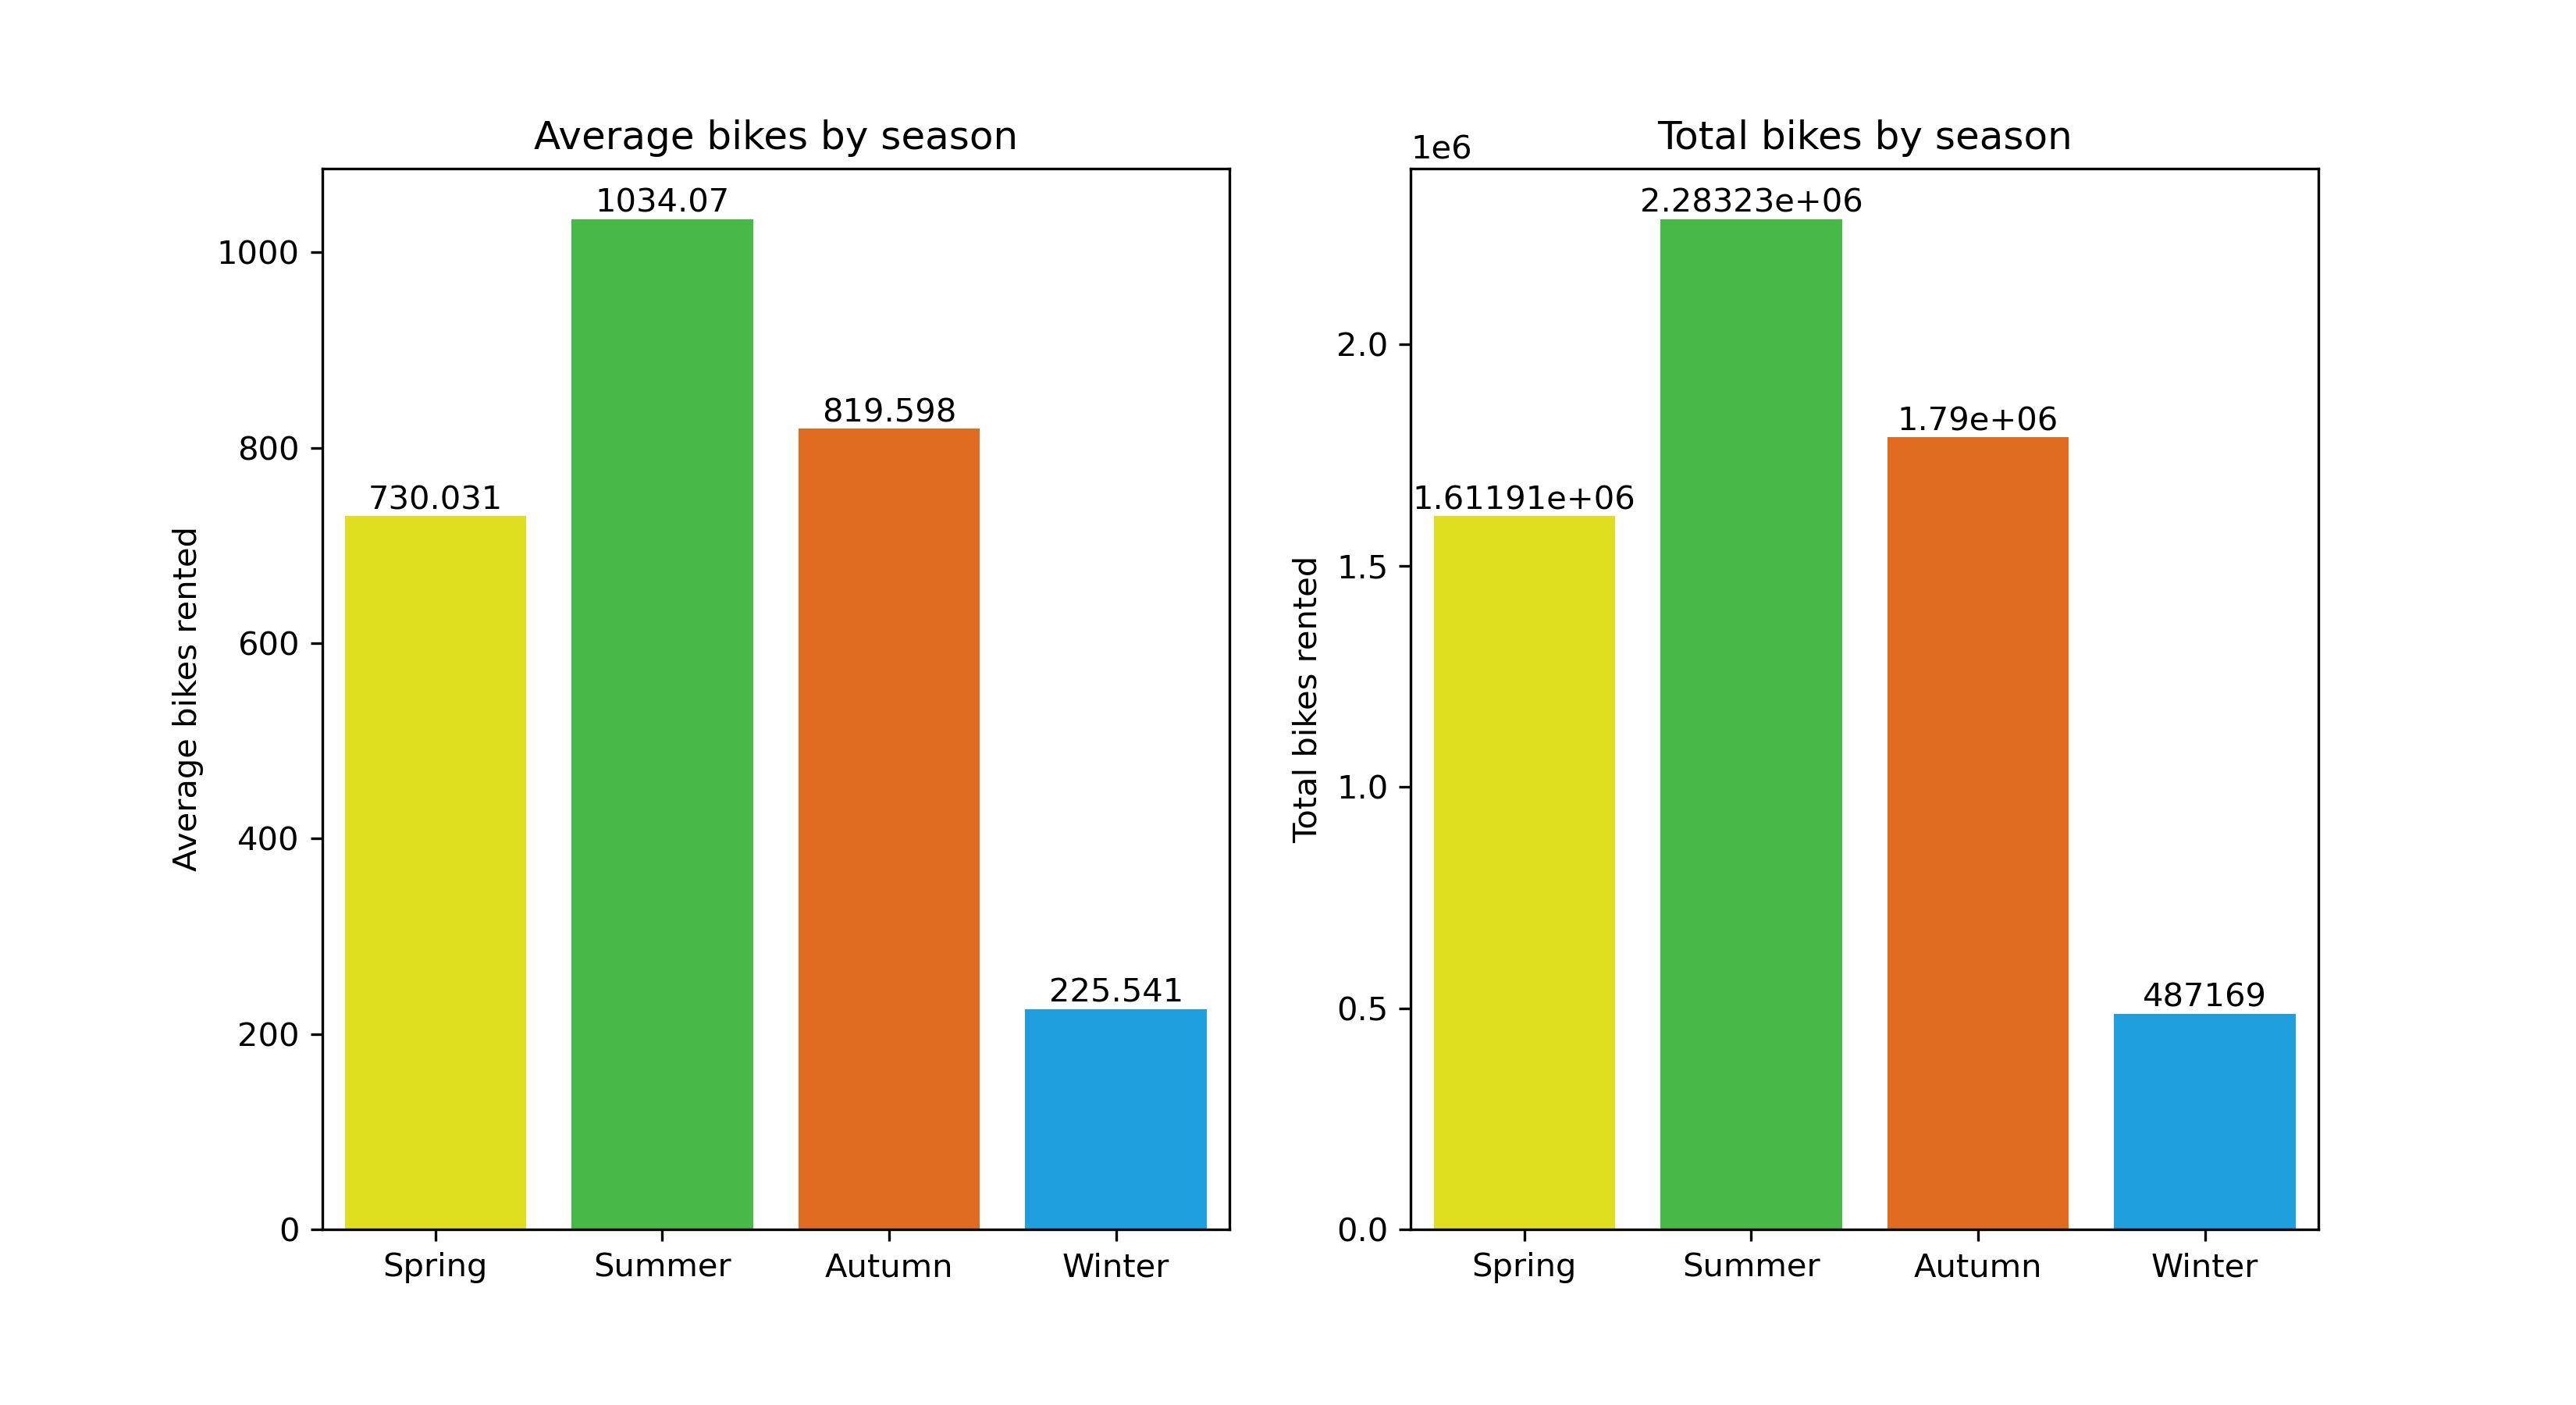 Average bikes by season
Average bikes rented
1000
800
600
400
200
0
730.031
1034.07
819.598
225.541
Spring
Summer
Autumn
Winter
Total bikes by season
1e6
Total bikes rented
2.0
1.5
1.0
0.5
0.0
1.61191e+06
2.28323e+06
1.79e+06
487169
Spring
Summer
Autumn
Winter